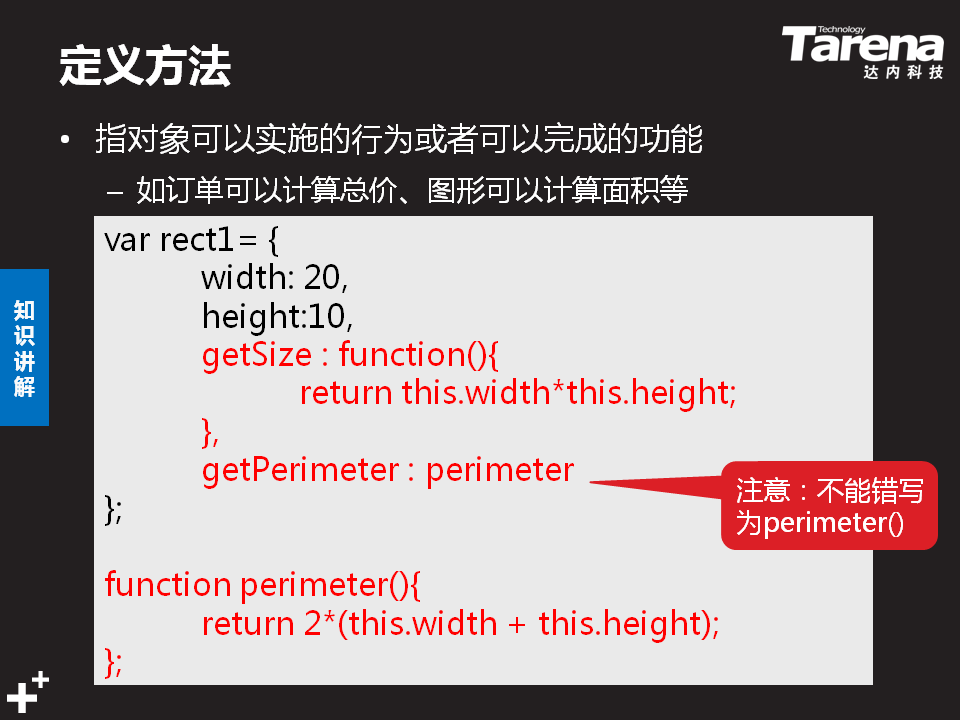 定义方法
Technology
Tarena
达内科技
• 指对象可以实施的行为或者可以完成的功能
– 如订单可以计算总价、图形可以计算面积等
知识讲解
var rect1= {
width: 20,
height:10,
getSize : function(){
return this.width*this.height;
},
getPerimeter : perimeter
};
注意：不能错写
为perimeter()
function perimeter(){
return 2*(this.width + this.height);
};